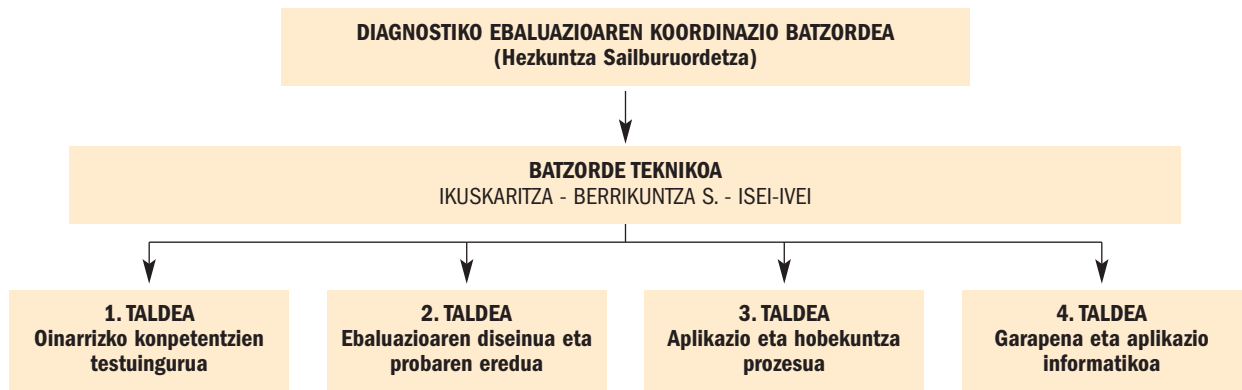 DIAGNOSTIKO EBALUAZIOAREN KOORDINAZIO BATZORDEA
(Hezkuntza Sailburuordetza)
BATZORDE TEKNIKOA
IKUSKARITZA - BERRIKUNTZA S. - ISEI-IVEI
1. TALDEA
Oinarrizko konpetentzien
testuingurua
2. TALDEA
Ebaluazioaren diseinua eta
probaren eredua
3. TALDEA
Aplikazio eta hobekuntza
prozesua
4. TALDEA
Garapena eta aplikazio
informatikoa